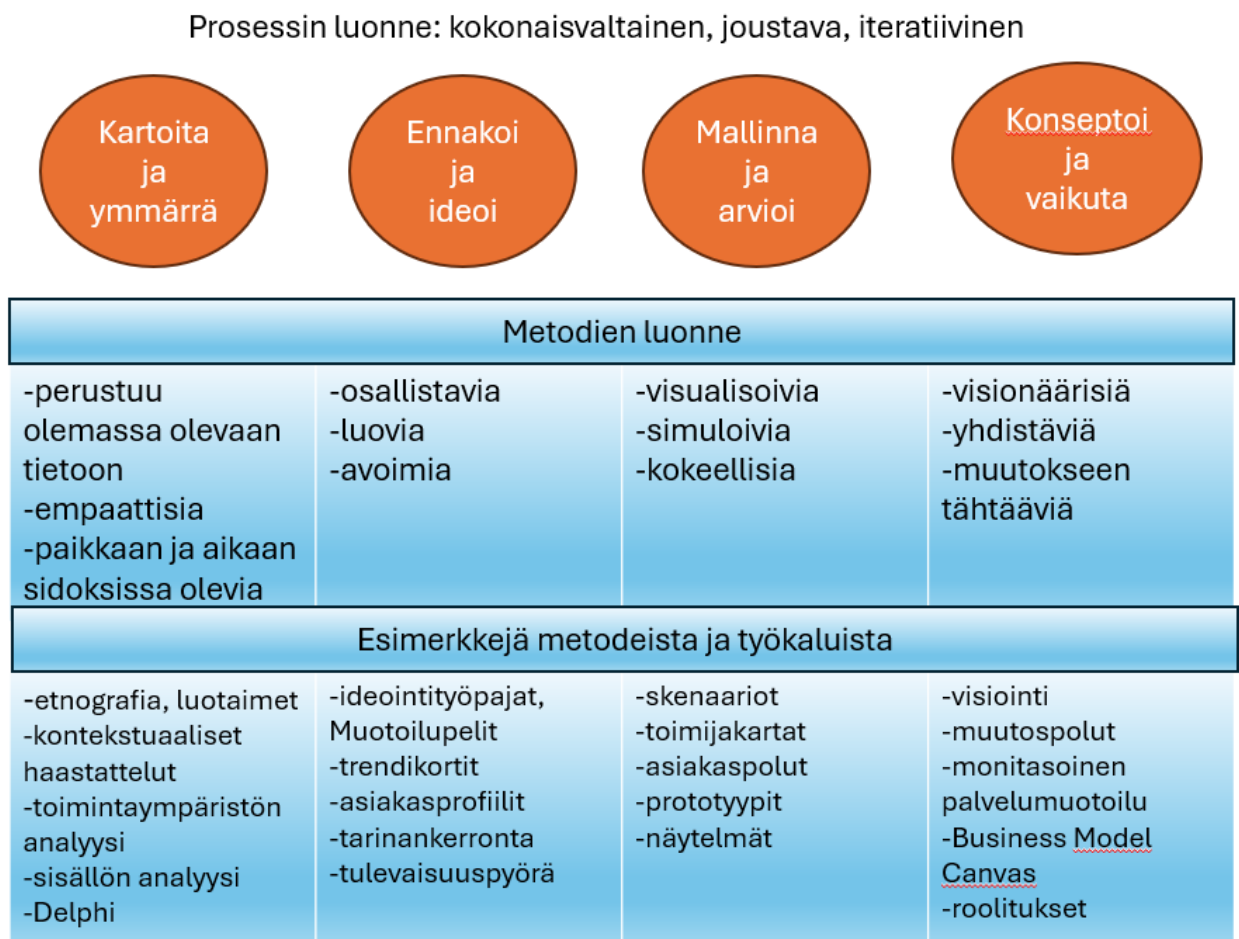 Prosessin luonne: kokonaisvaltainen, joustava, iteratiivinen
Kartoita
ja
ymmärrä
Ennakoi
ja
ideoi
Mallinna
ja
arvioi
Konseptoi
ja
vaikuta
Metodien luonne
-perustuu
olemassa olevaan
tietoon
-empaattisia
-paikkaan ja aikaan
sidoksissa olevia
-osallistavia
-luovia
-avoimia
-visualisoivia
-simuloivia
-kokeellisia
-visionäärisiä
-yhdistäviä
-muutokseen
tähtääviä
Esimerkkejä metodeista ja työkaluista
-etnografia, luotaimet
-kontekstuaaliset
haastattelut
-toimintaympäristön
analyysi
-sisällön analyysi
-Delphi
-ideointityöpajat,
Muotoilupelit
-trendikortit
-asiakasprofiilit
-tarinankerronta
-tulevaisuuspyörä
-skenaariot
-toimijakartat
-asiakaspolut
-prototyypit
-näytelmät
-visiointi
-muutospolut
-monitasoinen
palvelumuotoilu
-Business Model
Canvas
-roolitukset